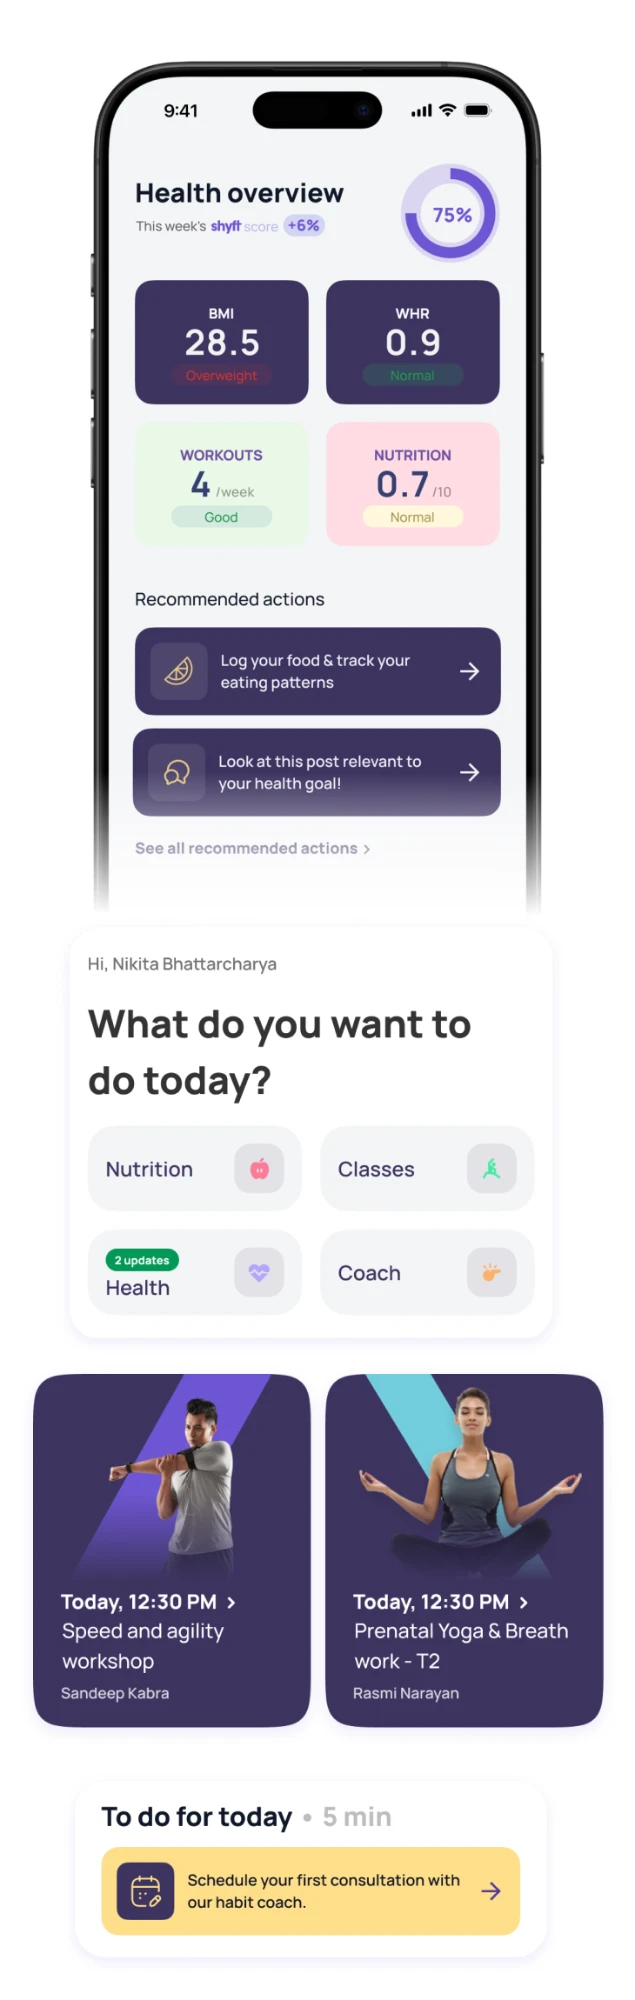 9:41
Health overview
This week's shyft score +6%
75%
BMI
28.5
Overweight
WHR
0.9
Normal
WORKOUTS
4 /week
Good
NUTRITION
0.7 /10
Normal
Recommended actions
Log your food & track your
eating patterns
Look at this post relevant to
your health goal!
See all recommended actions >
Hi, Nikita Bhattarcharya
What do you want to
do today?
Nutrition
Classes
2 updates
Health
Coach
Today, 12:30 PM >
Speed and agility
workshop
Sandeep Kabra
Today, 12:30 PM >
Prenatal Yoga & Breath
work - T2
Rasmi Narayan
To do for today • 5 min
Schedule your first consultation with
our habit coach.